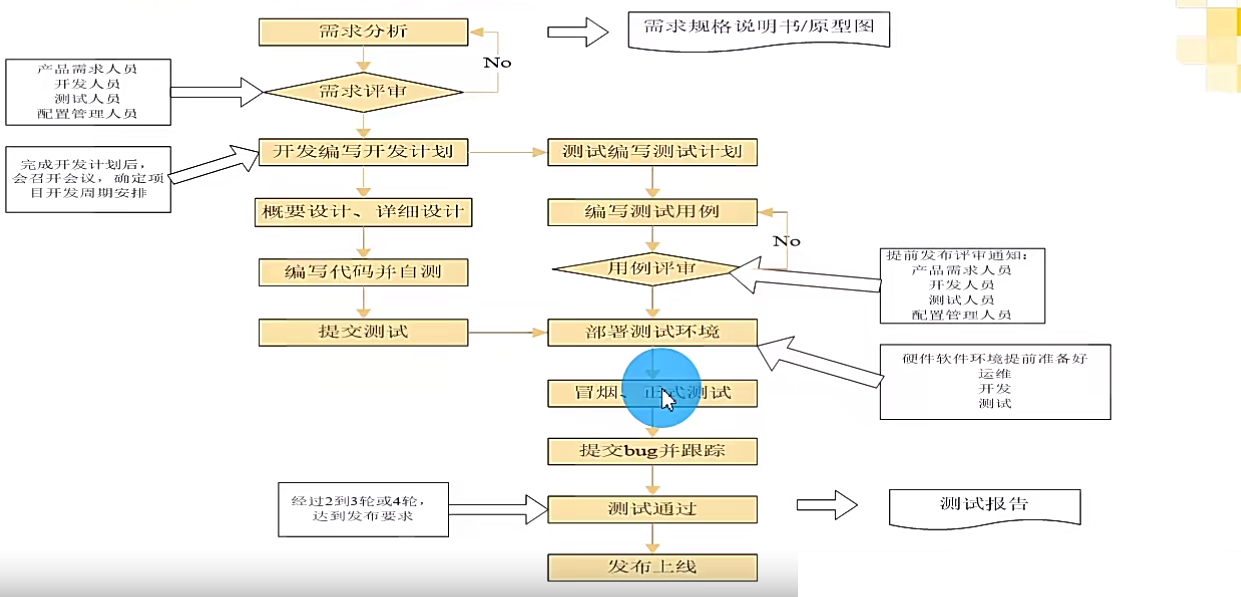 需求分析
需求规格说明书/原型图
No
产品需求人员
开发人员
测试人员
配置管理人员
需求评审
完成开发计划后，
会召开会议，确定项
目开发周期安排
开发编写开发计划
测试编写测试计划
概要设计、详细设计
编写测试用例
No
编写代码并自测
用例评审
提前发布评审通知：
产品需求人员
开发人员
测试人员
配置管理人员
提交测试
部署测试环境
硬件软件环境提前准备好
运维
开发
测试
冒烟、正式测试
提交bug并跟踪
经过2到3轮或4轮，
达到发布要求
测试通过
测试报告
发布上线